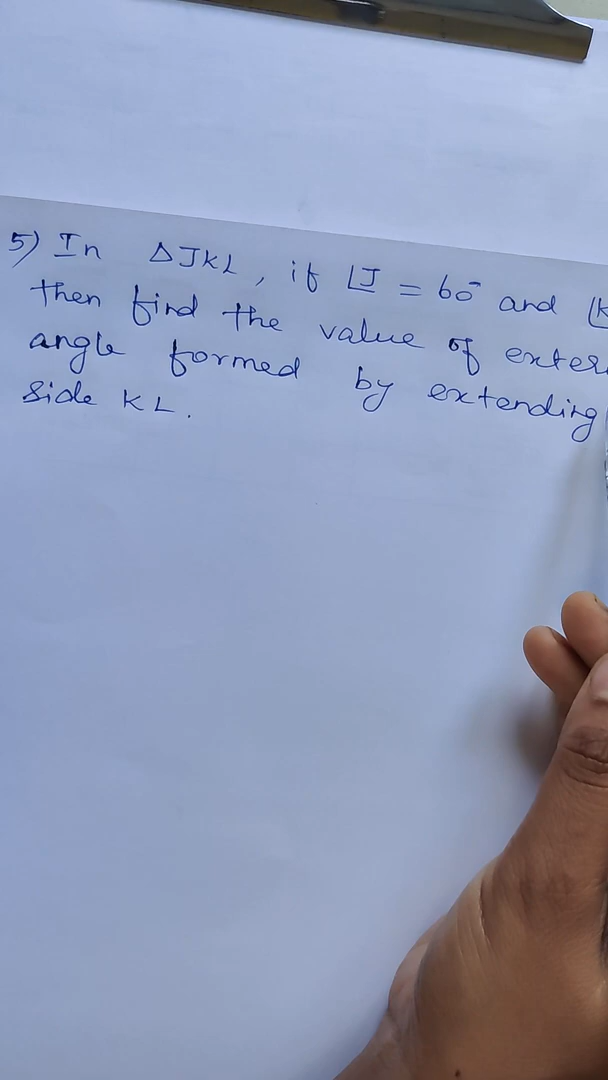 5) In ΔJKL, if ∠J = 60° and ∠K
then find the value of exter
angle formed by extending
side KL.